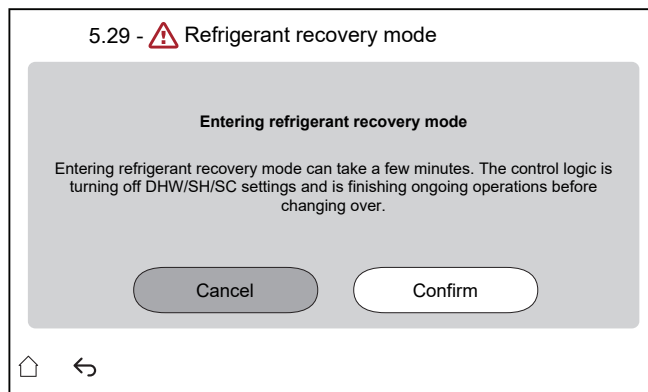 5.29 - Refrigerant recovery mode
Entering refrigerant recovery mode
Entering refrigerant recovery mode can take a few minutes. The control logic is
turning off DHW/SH/SC settings and is finishing ongoing operations before
changing over.
Cancel Confirm